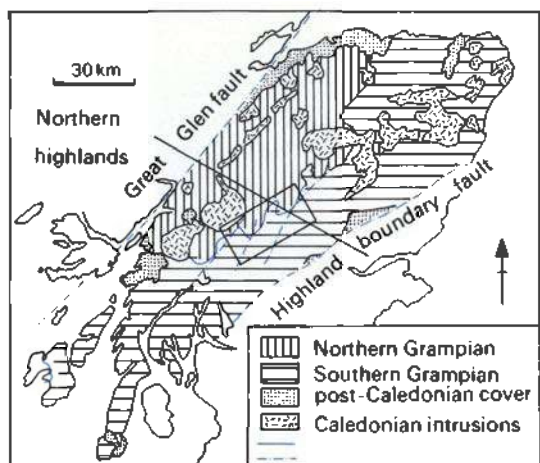 30 km
Northern
highlands
Great Glen fault
Highland boundary fault
Northern Grampian
Southern Grampian
post-Caledonian cover
Caledonian intrusions